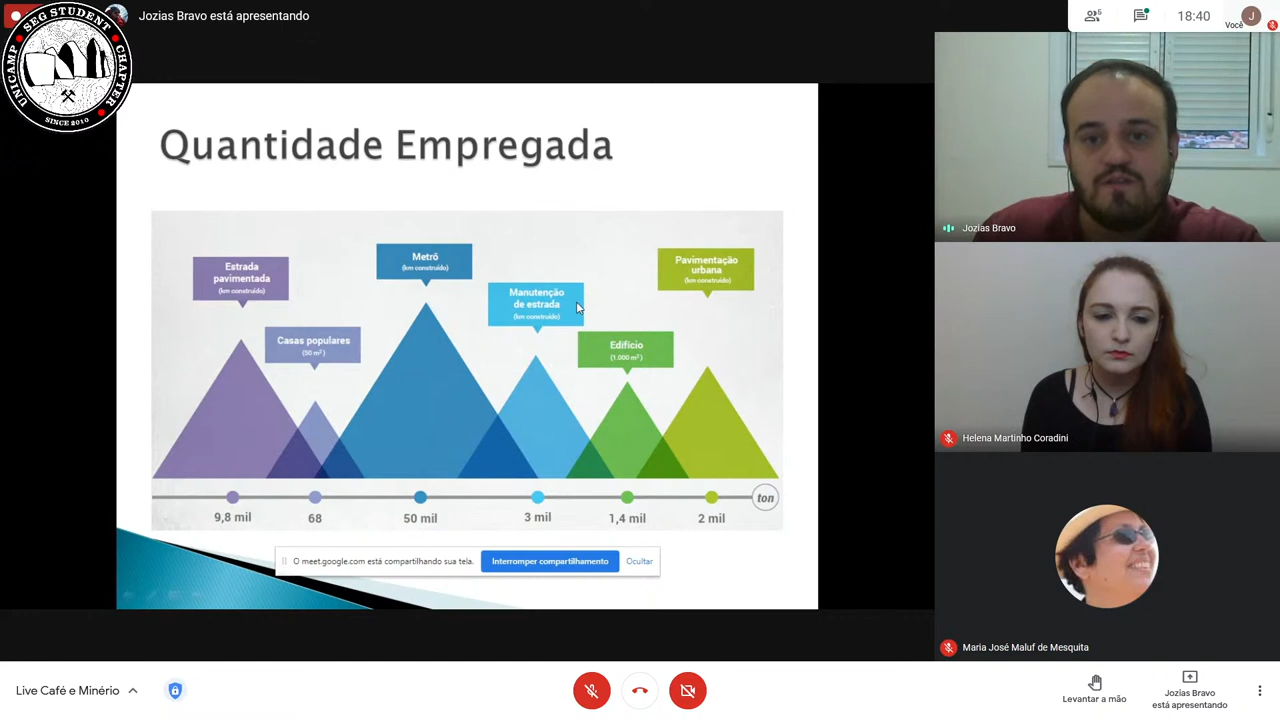 Jozias Bravo está apresentando
5
18:40
J
Você
SEG STUDENT CHAPTER
UNICAMP
SINCE 2010
Quantidade Empregada
Estrada
pavimentada
(km construído)
Casas populares
(50 m²)
Metrô
(km construído)
Manutenção
de estrada
(km construído)
Edifício
(1.000 m²)
Pavimentação
urbana
(km construído)
9,8 mil
68
50 mil
3 mil
1,4 mil
2 mil
ton
O meet.google.com está compartilhando sua tela.
Interromper compartilhamento
Ocultar
Jozias Bravo
Helena Martinho Coradini
Maria José Maluf de Mesquita
Live Café e Minério
Levantar a mão
Jozias Bravo
está apresentando